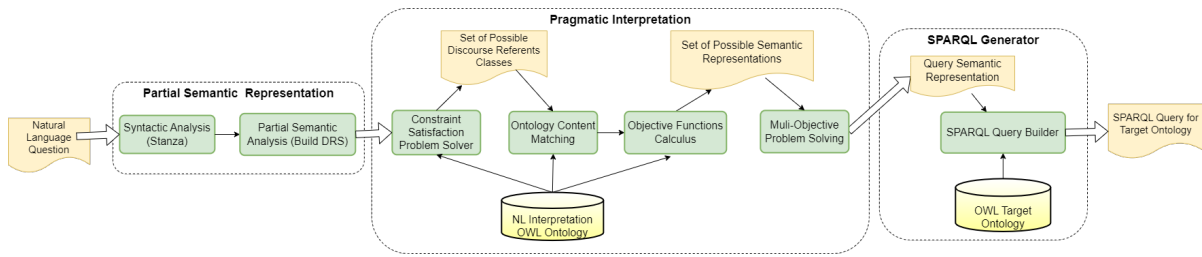 Pragmatic Interpretation
Set of Possible
Discourse Referents
Classes
Set of Possible Semantic
Representations
SPARQL Generator
Query Semantic
Representation
Partial Semantic Representation
Natural
Language
Question
Syntactic Analysis
(Stanza)
Partial Semantic
Analysis (Build DRS)
Constraint
Satisfaction
Problem Solver
Ontology Content
Matching
Objective Functions
Calculus
Muli-Objective
Problem Solving
SPARQL Query Builder
SPARQL Query for
Target Ontology
NL Interpretation
OWL Ontology
OWL Target
Ontology